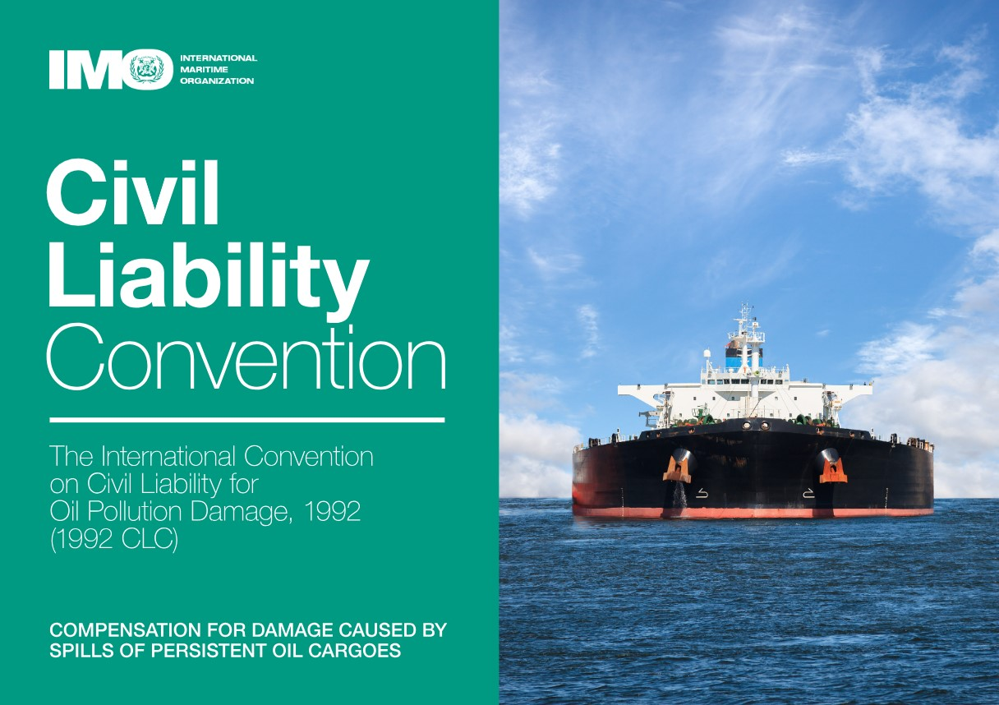 IMO
INTERNATIONAL
MARITIME
ORGANIZATION
Civil
Liability
Convention
The International Convention
on Civil Liability for
Oil Pollution Damage, 1992
(1992 CLC)
COMPENSATION FOR DAMAGE CAUSED BY
SPILLS OF PERSISTENT OIL CARGOES